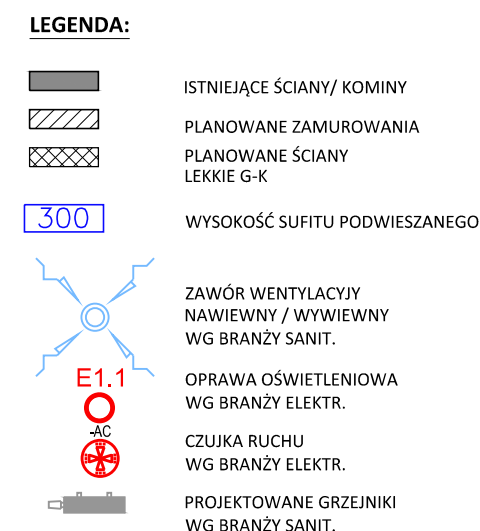 LEGENDA:
ISTNIEJĄCE ŚCIANY/ KOMINY
PLANOWANE ZAMUROWANIA
PLANOWANE ŚCIANY
LEKKIE G-K
300
WYSOKOŚĆ SUFITU PODWIESZANEGO
ZAWÓR WENTYLACYJY
NAWIEWNY / WYWIEWNY
WG BRANŻY SANIT.
E1.1
OPRAWA OŚWIETLENIOWA
WG BRANŻY ELEKTR.
-AC
CZUJKA RUCHU
WG BRANŻY ELEKTR.
PROJEKTOWANE GRZEJNIKI
WG BRANŻY SANIT.